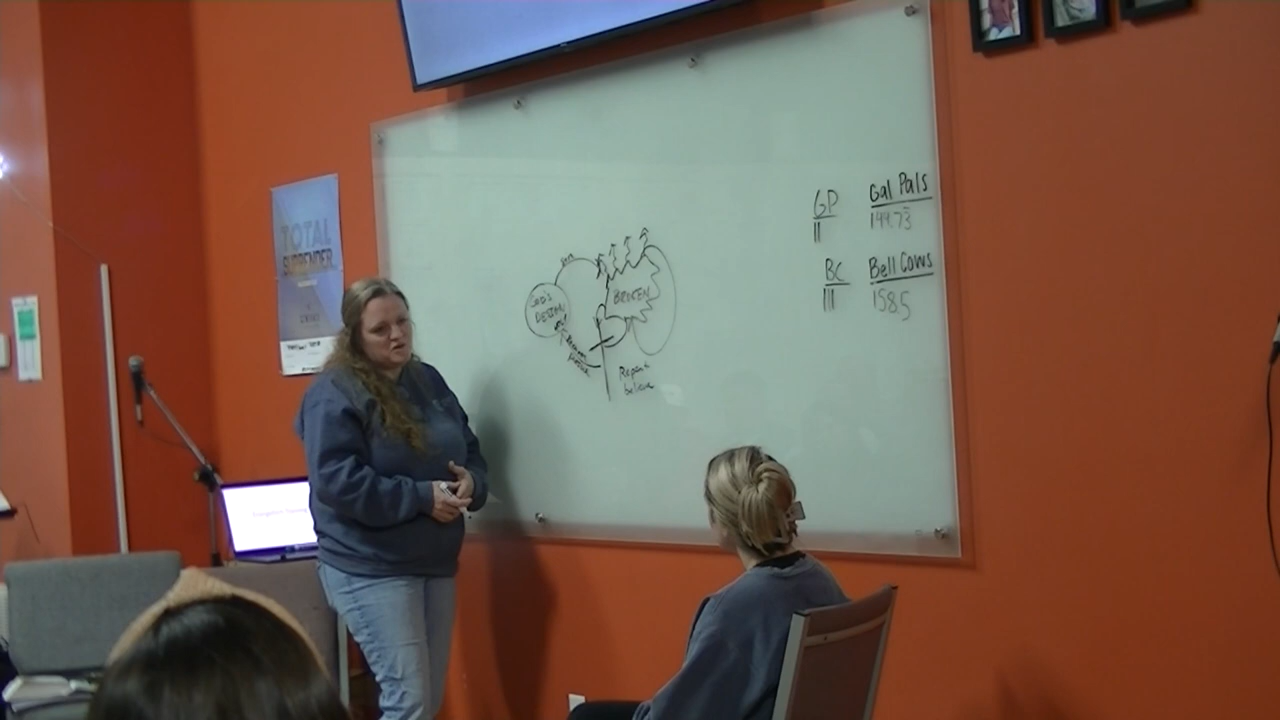 TOTAL
SURRENDER
sin
GOD'S
DESIGN
BROKEN
Repent
believe
GP
II
Gal Pals
149.73
BC
III
Bell Cows
158.5